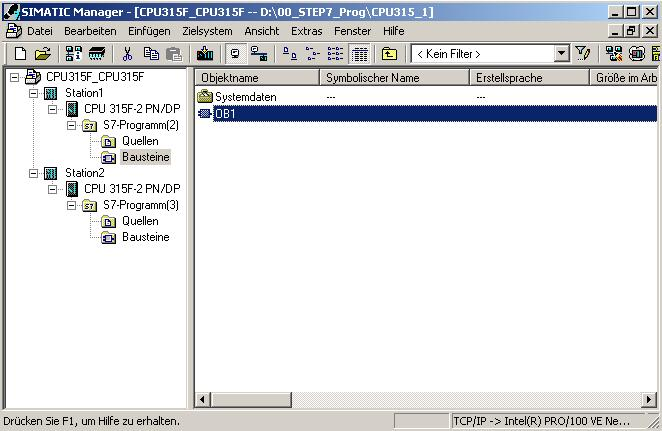 SIMATIC Manager - [CPU315F_CPU315F -- D:\00_STEP7_Prog\CPU315_1]
Datei Bearbeiten Einfügen Zielsystem Ansicht Extras Fenster Hilfe
< Kein Filter >
CPU315F_CPU315F
Station1
CPU 315F-2 PN/DP
S7-Programm(2)
Quellen
Bausteine
Station2
CPU 315F-2 PN/DP
S7-Programm(3)
Quellen
Bausteine
Objektname Symbolischer Name Erstellsprache Größe im Arb
Systemdaten --- ---
OB1
Drücken Sie F1, um Hilfe zu erhalten. TCP/IP -> Intel(R) PRO/100 VE Ne...